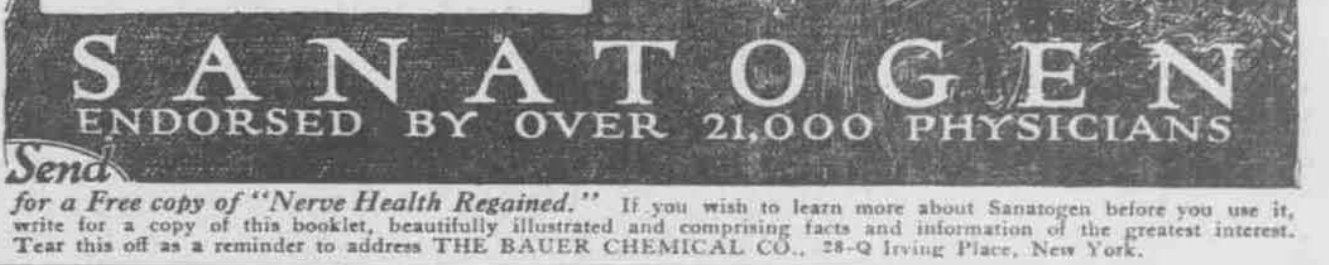 SANATOGEN
ENDORSED BY OVER 21,000 PHYSICIANS
Send
for a Free copy of "Nerve Health Regained." If you wish to learn more about Sanatogen before you use it,
write for a copy of this booklet, beautifully illustrated and comprising facts and information of the greatest interest.
Tear this off as a reminder to address THE BAUER CHEMICAL CO., 28-Q Irving Place, New York.